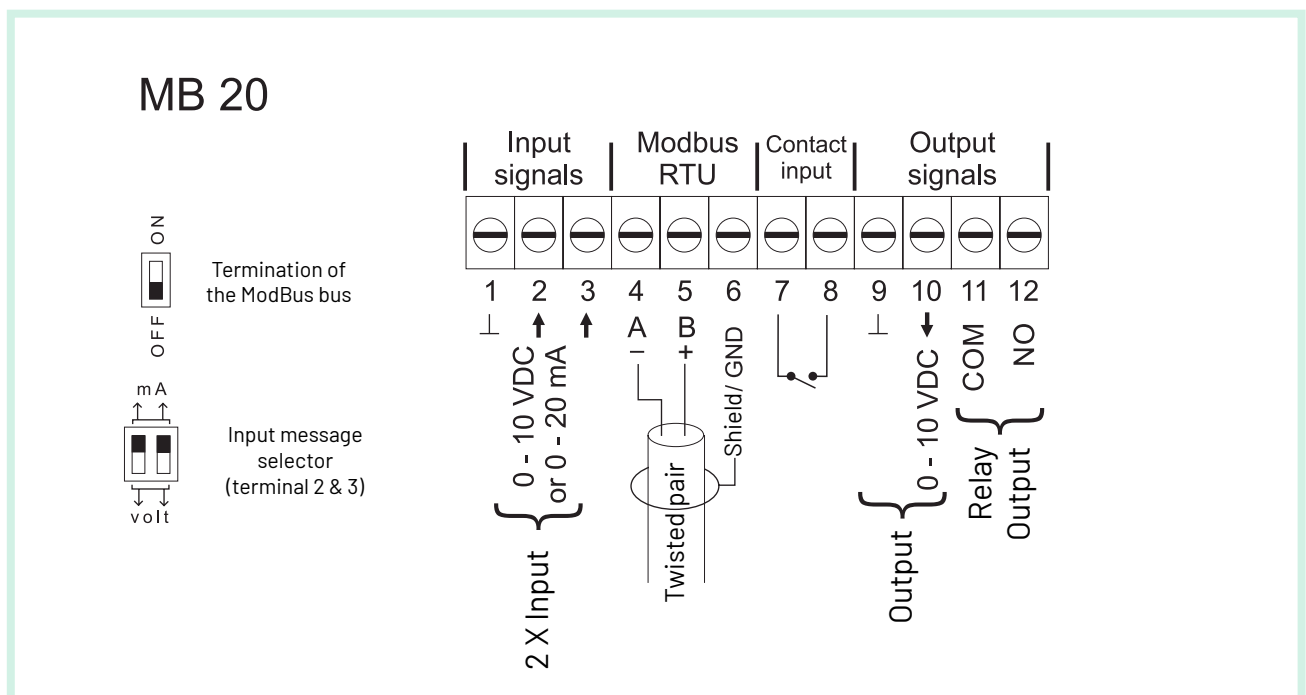 MB 20
Input
signals
Modbus
RTU
Contact
input
Output
signals
1 2 3 4 5 6 7 8 9 10 11 12
A
−
B
+
Shield/ GND
0 - 10 VDC
or 0 - 20 mA
2 X Input
Twisted pair
0 - 10 VDC
Output
COM
NO
Relay
Output
ON
OFF
Termination of
the ModBus bus
mA
volt
Input message
selector
(terminal 2 & 3)